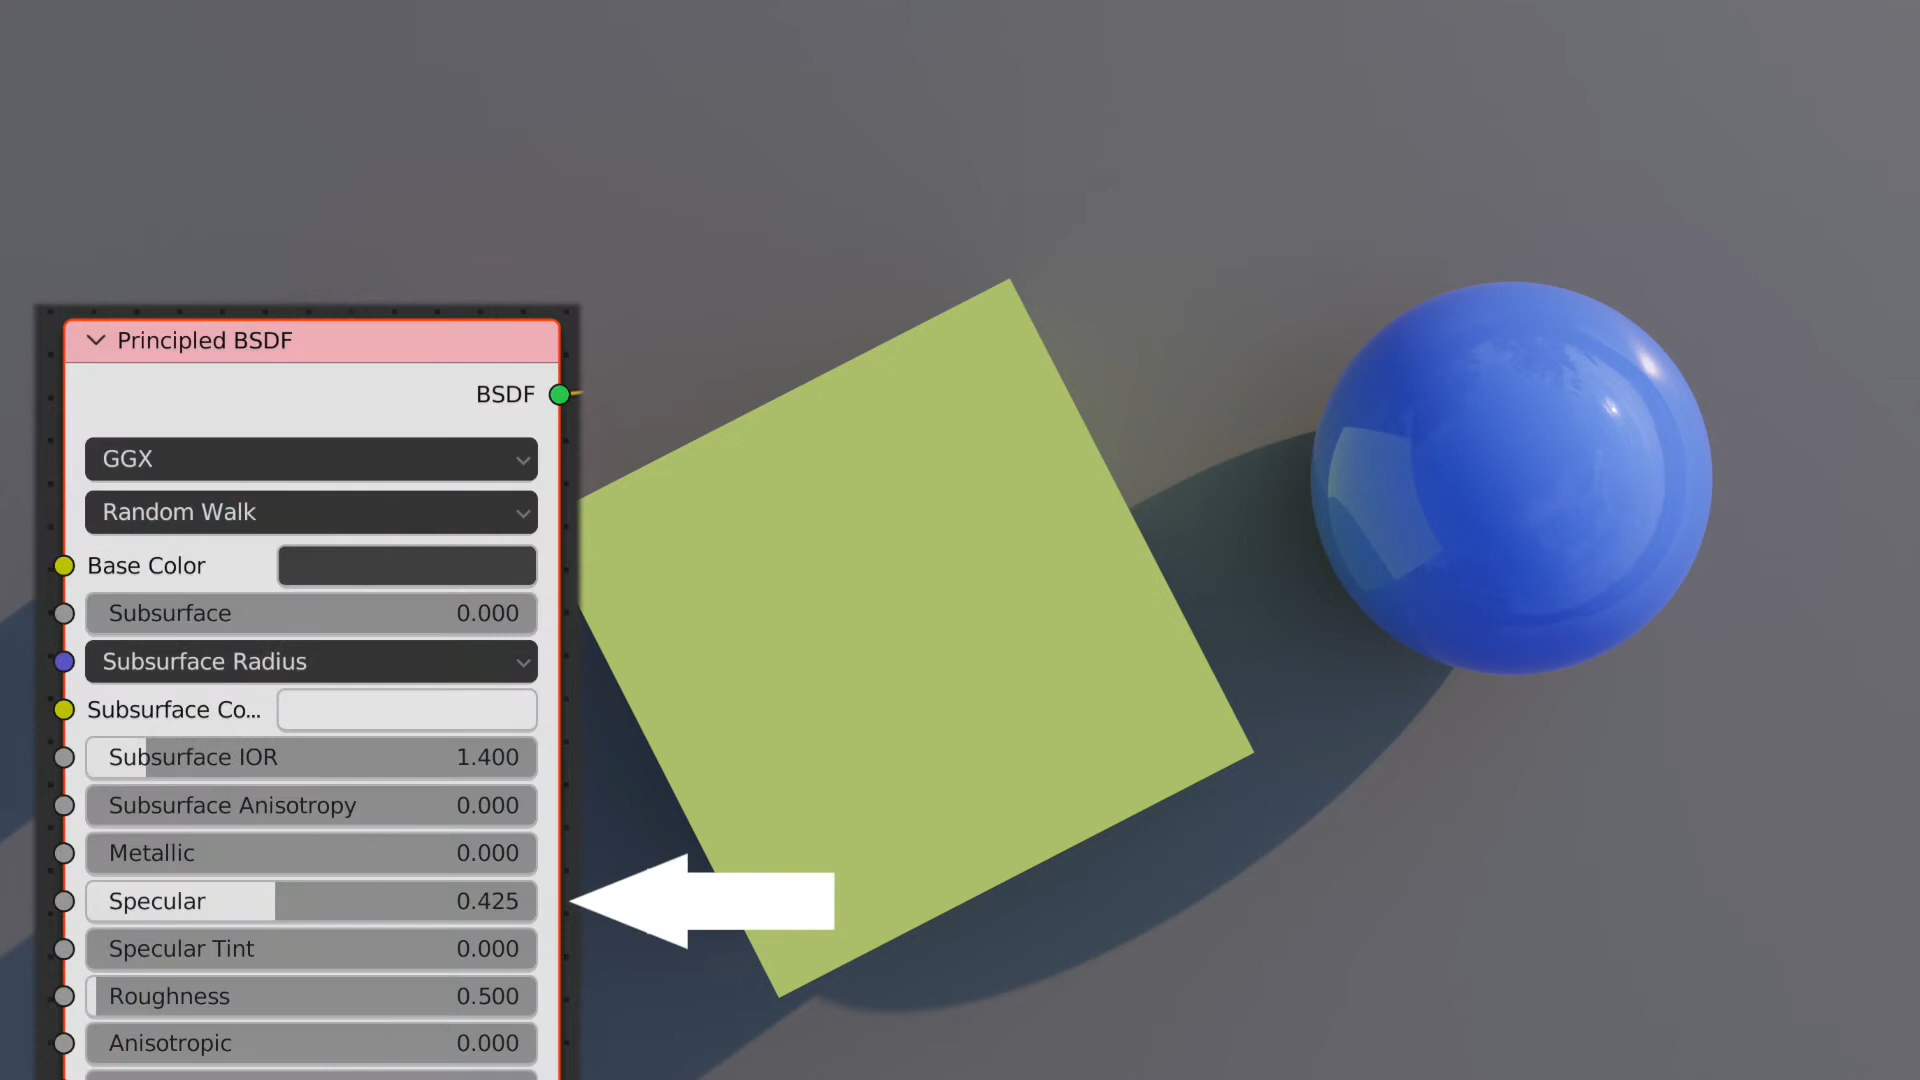 Principled BSDF
BSDF
GGX
Random Walk
Base Color
Subsurface 0.000
Subsurface Radius
Subsurface Co...
Subsurface IOR 1.400
Subsurface Anisotropy 0.000
Metallic 0.000
Specular 0.425
Specular Tint 0.000
Roughness 0.500
Anisotropic 0.000